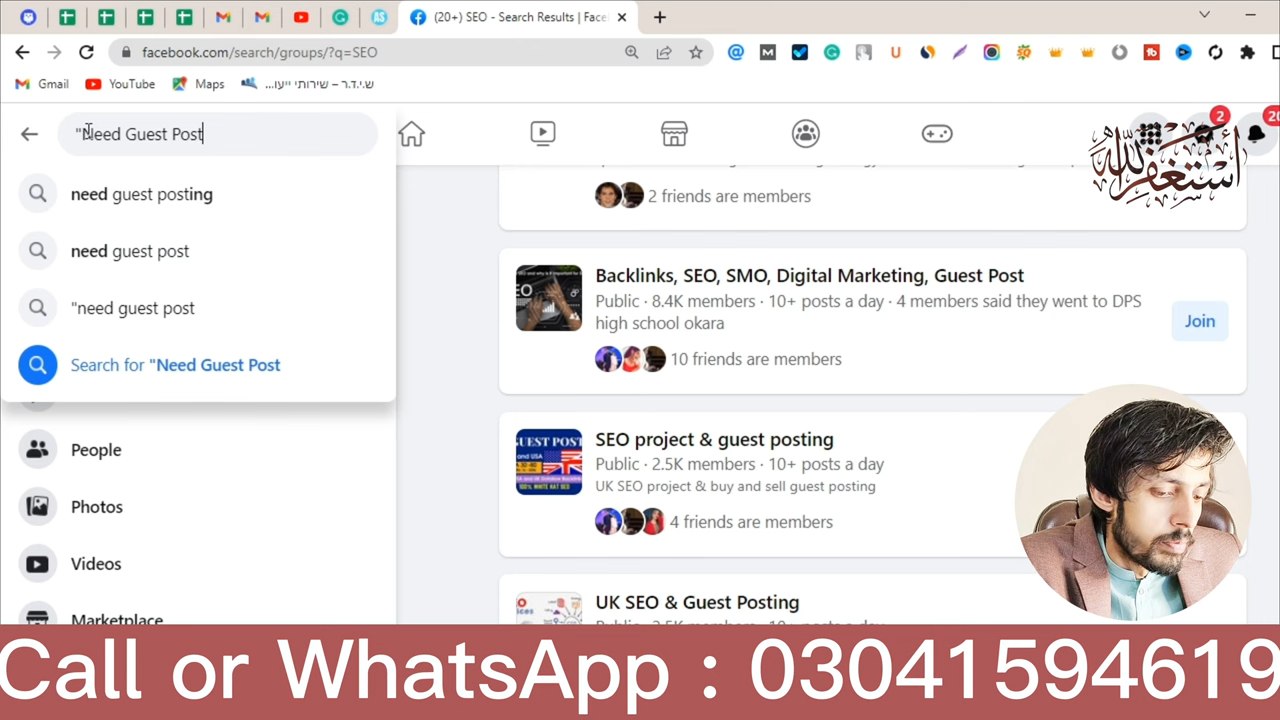 (20+) SEO - Search Results | Face
facebook.com/search/groups/?q=SEO
Gmail
YouTube
Maps
ש.י.ד.ר – שירותי ייעו...
"Need Guest Post
2
20
أستغفر الله
need guest posting
need guest post
"need guest post
Search for "Need Guest Post
People
Photos
Videos
Marketplace
2 friends are members
Backlinks, SEO, SMO, Digital Marketing, Guest Post
Public · 8.4K members · 10+ posts a day · 4 members said they went to DPS
high school okara
Join
10 friends are members
GUEST POST
SEO project & guest posting
Public · 2.5K members · 10+ posts a day
UK SEO project & buy and sell guest posting
4 friends are members
UK SEO & Guest Posting
Call or WhatsApp : 03041594619